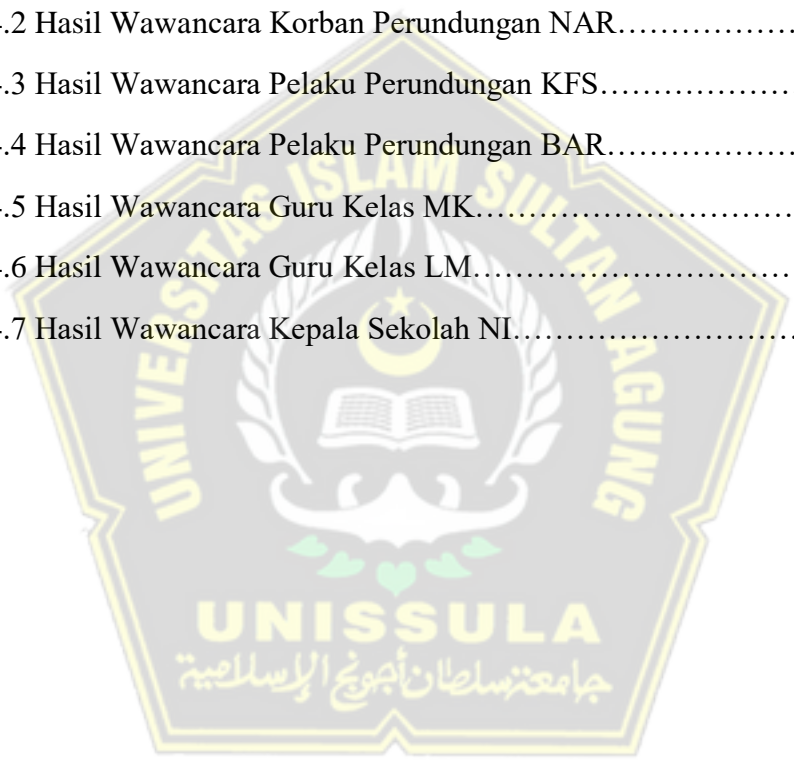 .2 Hasil Wawancara Korban Perundungan NAR……………….
.3 Hasil Wawancara Pelaku Perundungan KFS………………
.4 Hasil Wawancara Pelaku Perundungan BAR……………….
.5 Hasil Wawancara Guru Kelas MK………………………….
.6 Hasil Wawancara Guru Kelas LM…………………………
.7 Hasil Wawancara Kepala Sekolah NI……………………….
UNIVERSITAS ISLAM SULTAN AGUNG
UNISSULA
جامعة سلطان أجونج الإسلامية